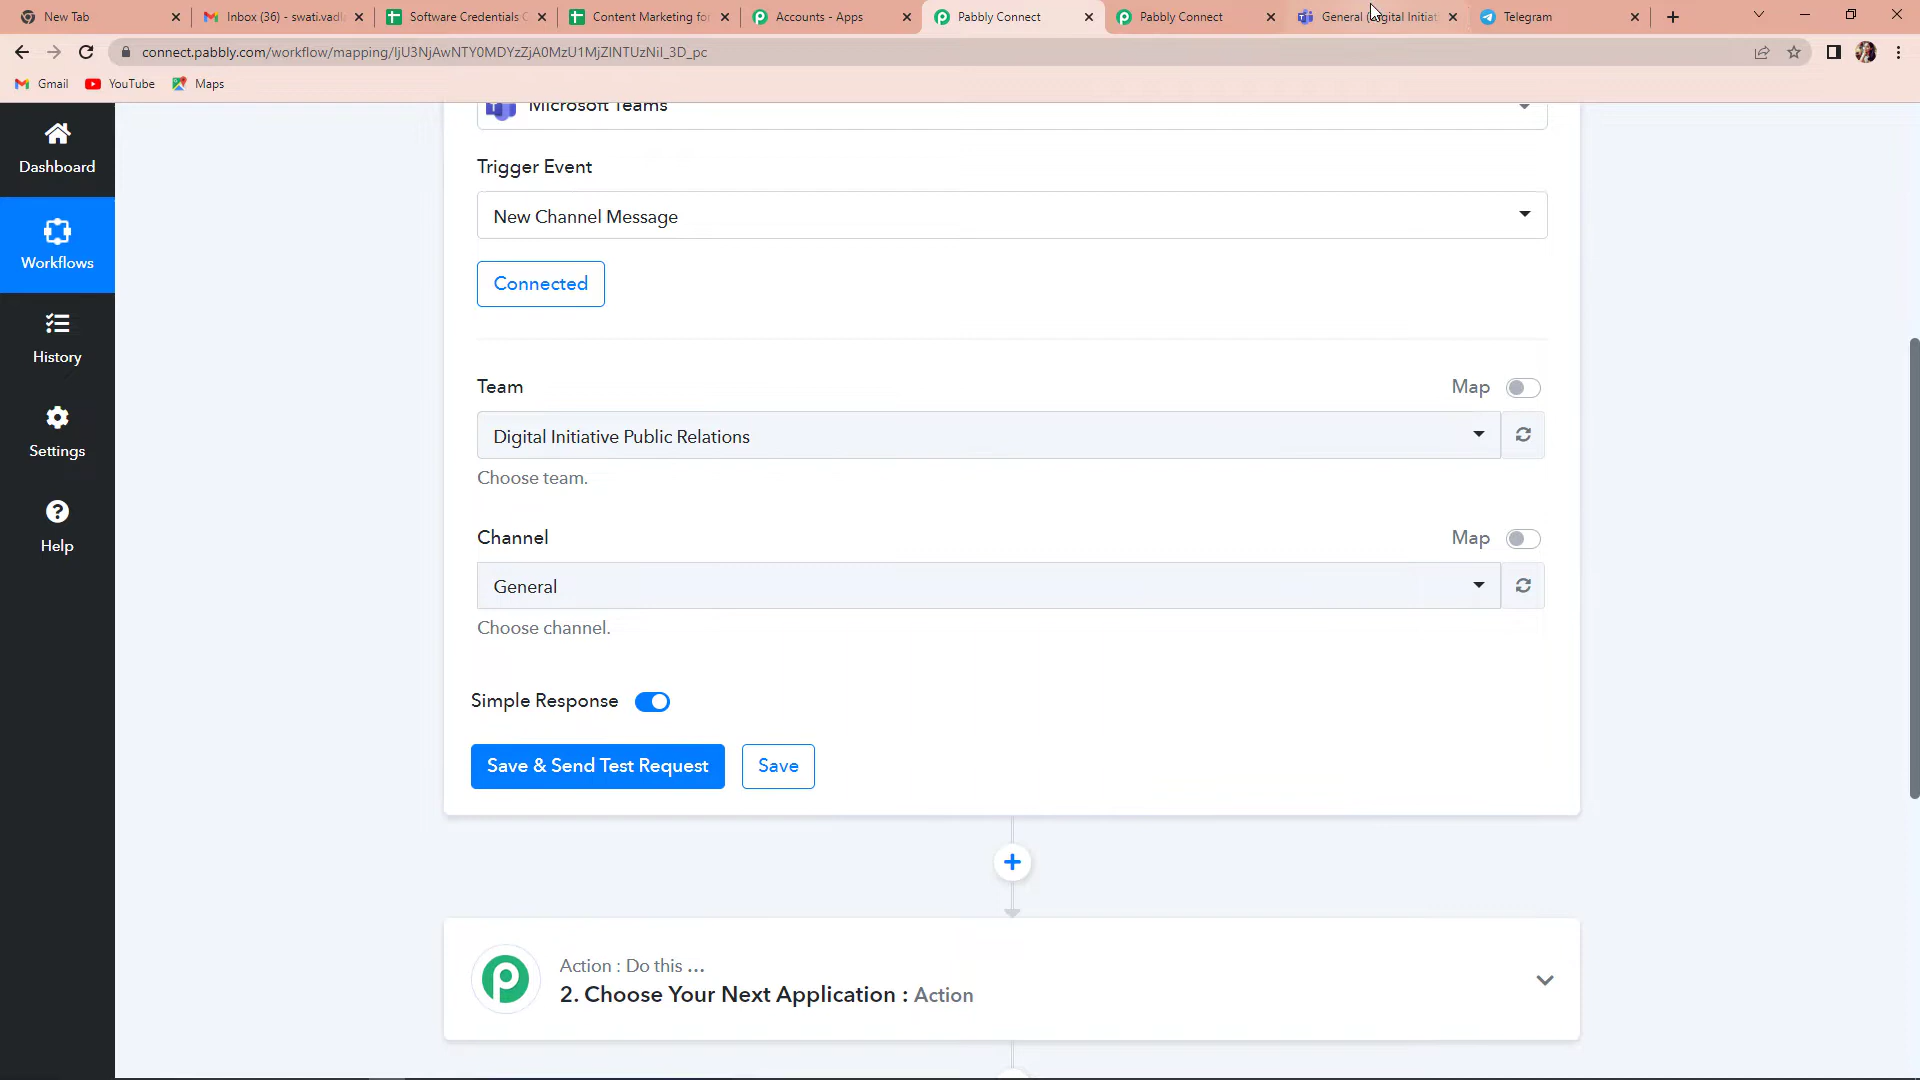 New Tab
Inbox (36) - swati.vadl
Software Credentials C
Content Marketing for
Accounts - Apps
Pabbly Connect
Pabbly Connect
General (Digital Initiat
Telegram
connect.pabbly.com/workflow/mapping/IjU3NjAwNTY0MDYzZjA0MzU1MjZlNTUzNiI_3D_pc
Gmail
YouTube
Maps
Dashboard
Workflows
History
Settings
Help
Microsoft Teams
Trigger Event
New Channel Message
Connected
Team
Map
Digital Initiative Public Relations
Choose team.
Channel
Map
General
Choose channel.
Simple Response
Save & Send Test Request
Save
Action : Do this ...
2. Choose Your Next Application : Action